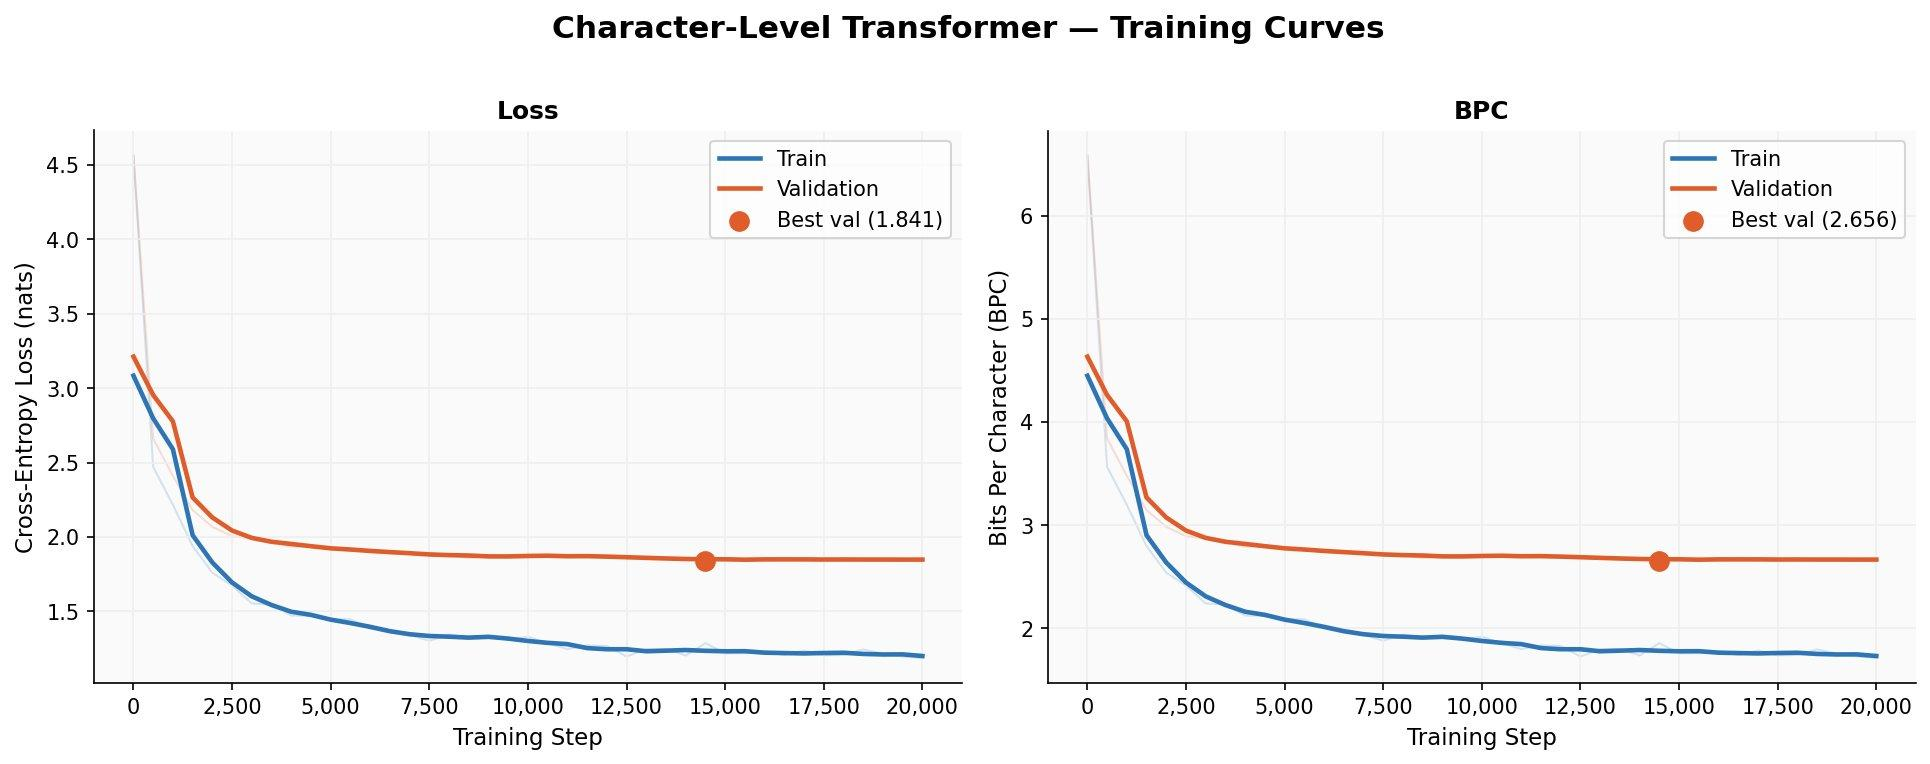 Character-Level Transformer — Training Curves
Loss
Cross-Entropy Loss (nats)
4.5
4.0
3.5
3.0
2.5
2.0
1.5
Train
Validation
Best val (1.841)
0 2,500 5,000 7,500 10,000 12,500 15,000 17,500 20,000
Training Step
BPC
Bits Per Character (BPC)
6
5
4
3
2
Train
Validation
Best val (2.656)
0 2,500 5,000 7,500 10,000 12,500 15,000 17,500 20,000
Training Step